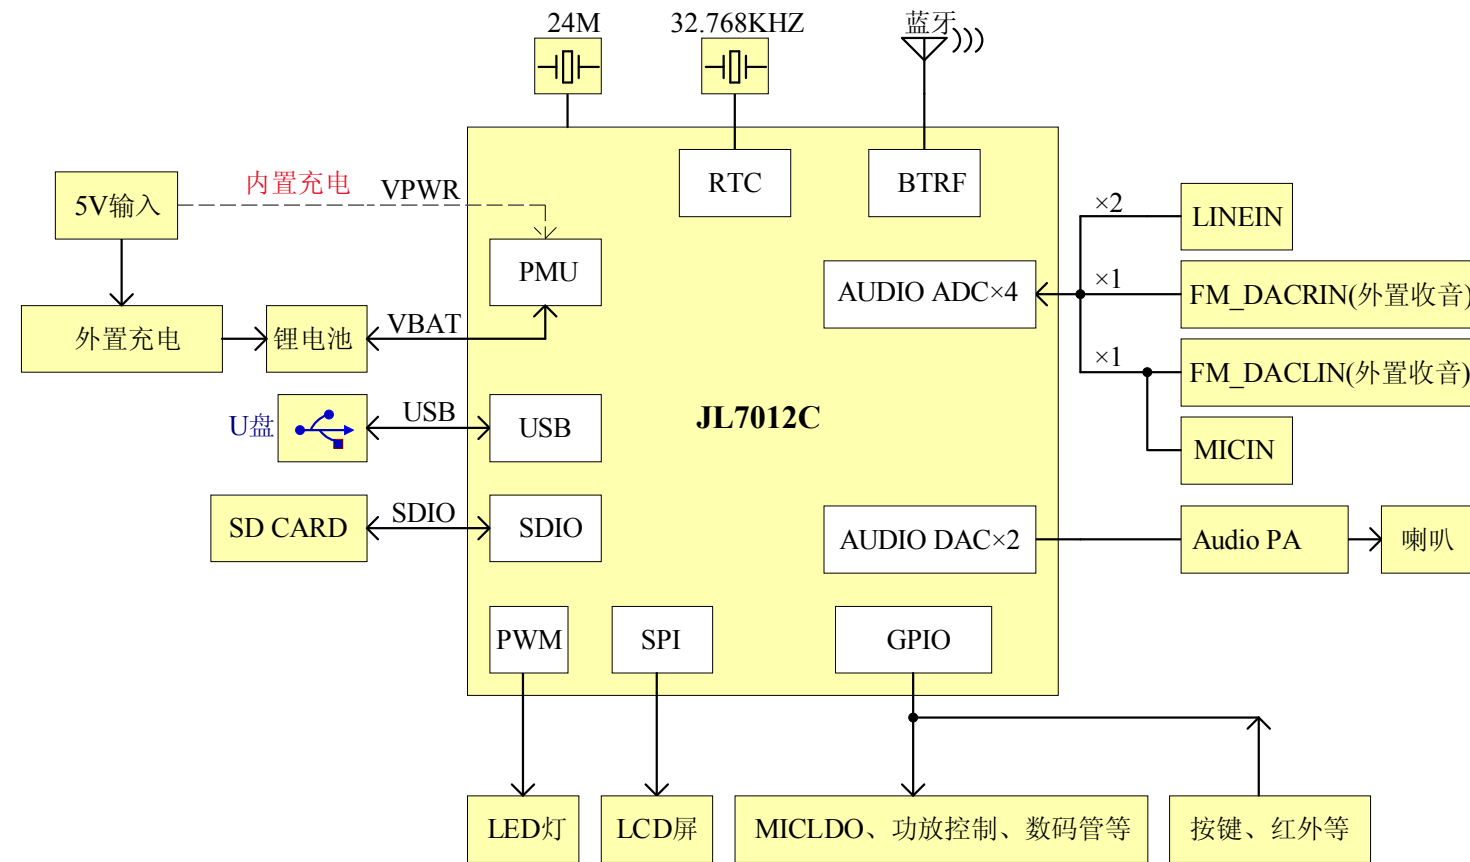 24M
32.768KHZ
蓝牙
内置充电
VPWR
5V输入
RTC
BTRF
×2
LINEIN
PMU
AUDIO ADC×4
×1
FM_DACRIN(外置收音)
外置充电
锂电池
VBAT
×1
FM_DACLIN(外置收音)
U盘
USB
USB
JL7012C
MICIN
SD CARD
SDIO
SDIO
AUDIO DAC×2
Audio PA
喇叭
PWM
SPI
GPIO
LED灯
LCD屏
MICLDO、功放控制、数码管等
按键、红外等